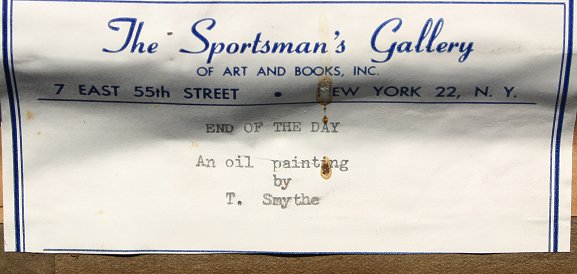 The Sportsman's Gallery
OF ART AND BOOKS, INC.
7 EAST 55th STREET • NEW YORK 22, N. Y.
END OF THE DAY
An oil painting
by
T. Smythe